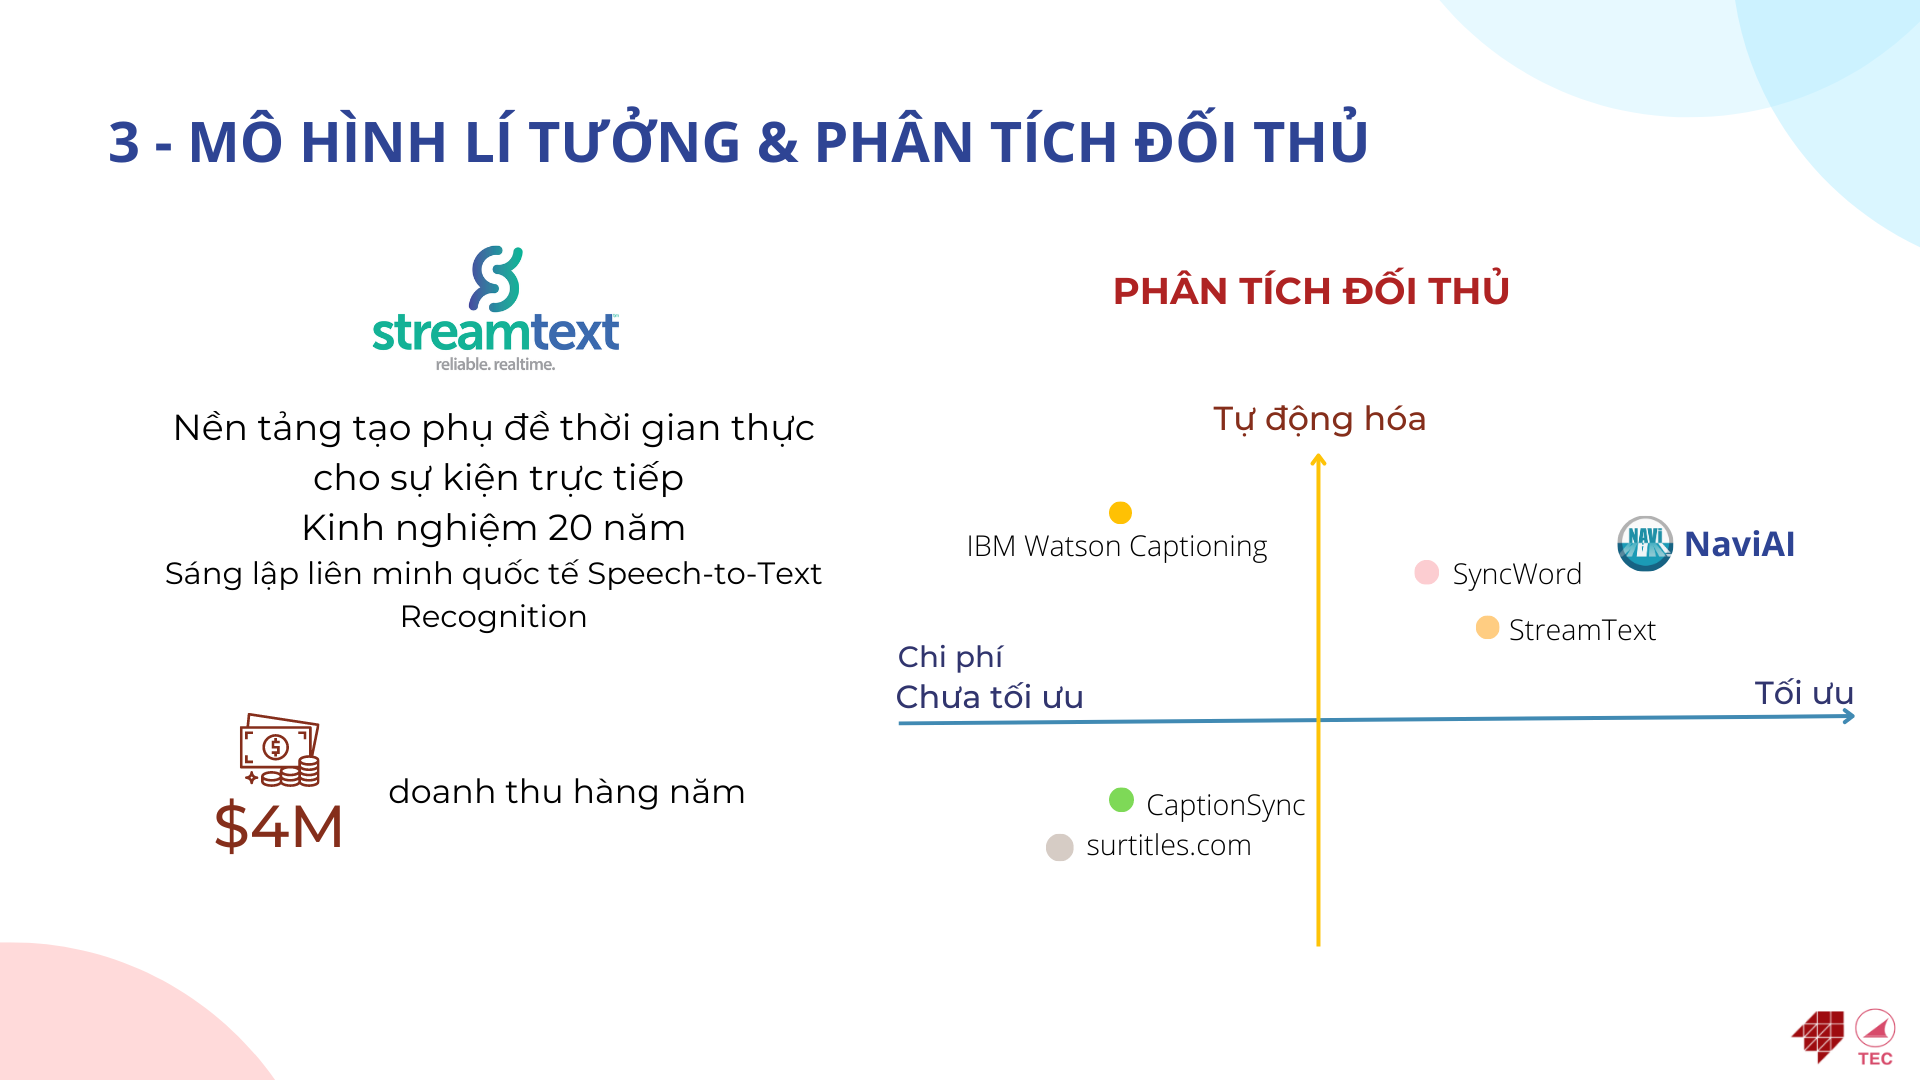 3 - MÔ HÌNH LÍ TƯỞNG & PHÂN TÍCH ĐỐI THỦ
streamtext
reliable. realtime.
Nền tảng tạo phụ đề thời gian thực
cho sự kiện trực tiếp
Kinh nghiệm 20 năm
Sáng lập liên minh quốc tế Speech-to-Text
Recognition
$4M
doanh thu hàng năm
PHÂN TÍCH ĐỐI THỦ
Tự động hóa
IBM Watson Captioning
NAVI
NaviAI
SyncWord
StreamText
Chi phí
Chưa tối ưu
Tối ưu
CaptionSync
surtitles.com
TEC